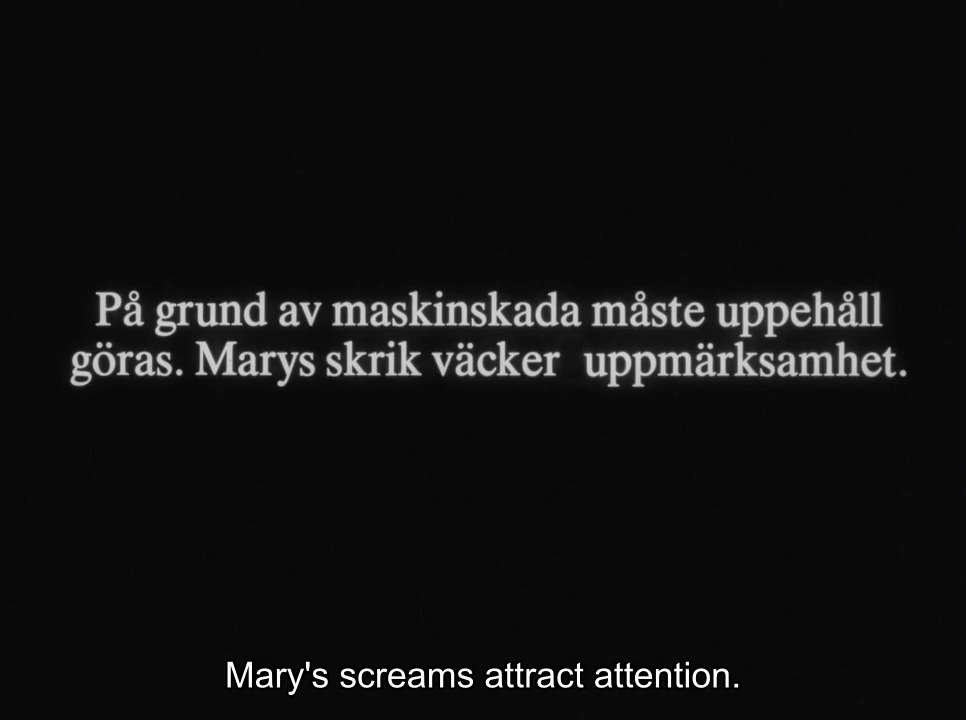 På grund av maskinskada måste uppehåll
göras. Marys skrik väcker uppmärksamhet.
Mary's screams attract attention.